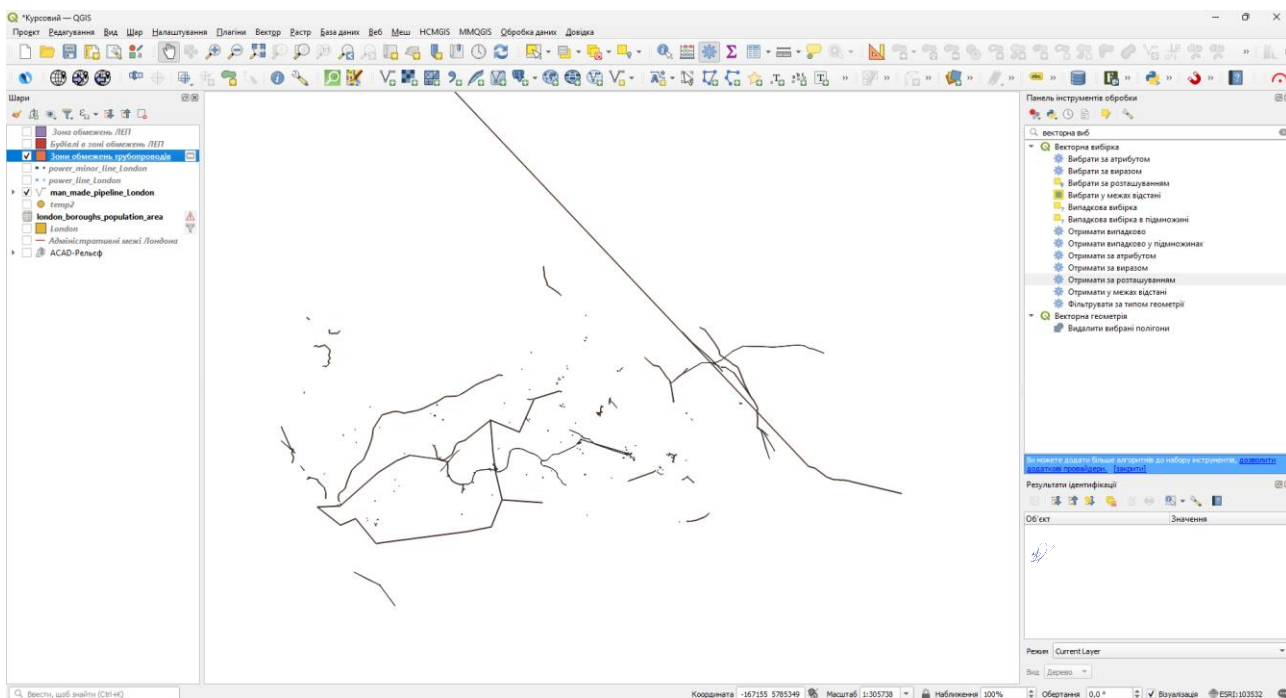 *Курсовий — QGIS
Проєкт Редагування Вид Шар Налаштування Плагіни Вектор Растр База даних Веб Меш HCMGIS MMQGIS Обробка даних Довідка
Шари
Зона обмежень ЛЕП
Будівлі в зоні обмежень ЛЕП
Зони обмежень трубопроводів
power_minor_line_London
power_line_London
man_made_pipeline_London
temp2
london_boroughs_population_area
London
Адміністративні межі Лондона
ACAD-Рельєф
Панель інструментів обробки
векторна виб
Векторна вибірка
Вибрати за атрибутом
Вибрати за виразом
Вибрати за розташуванням
Вибрати у межах відстані
Випадкова вибірка
Випадкова вибірка в підмножині
Отримати випадково
Отримати випадково у підмножинах
Отримати за атрибутом
Отримати за виразом
Отримати за розташуванням
Отримати у межах відстані
Фільтрувати за типом геометрії
Векторна геометрія
Видалити вибрані полігони
Ви можете додати більше алгоритмів до набору інструментів, дозволити
додаткові провайдери. [закрити]
Результати ідентифікації
Об'єкт Значення
Режим Current Layer
Вид Дерево
Ввести, щоб знайти (Ctrl+K)
Координата -167155 5785349 Масштаб 1:305738 Наближення 100% Обертання 0,0 ° Візуалізація ESRI:103532